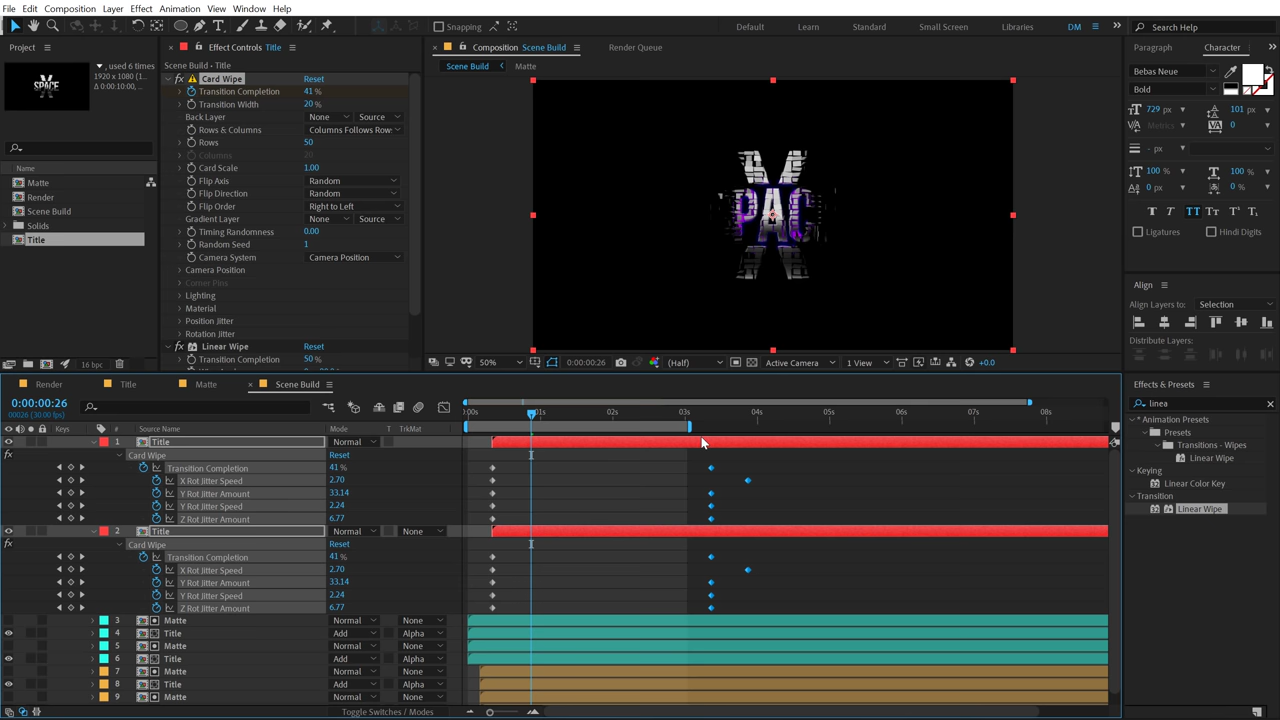 File Edit Composition Layer Effect Animation View Window Help
Snapping Default Learn Standard Small Screen Libraries DM Search Help
Project Effect Controls Title Composition Scene Build Render Queue Paragraph Character
Scene Build • Title Scene Build Matte
, used 6 times
1920 x 1080 (1...
Δ 0:00:10:00, ...
SPACE
Card Wipe Reset
Transition Completion 41 %
Transition Width 20 %
Back Layer None Source
Rows & Columns Columns Follows Row
Rows 50
Columns 20
Card Scale 1.00
Flip Axis Random
Flip Direction Random
Flip Order Right to Left
Gradient Layer None Source
Timing Randomness 0.00
Random Seed 1
Camera System Camera Position
Camera Position
Corner Pins
Lighting
Material
Position Jitter
Rotation Jitter
Linear Wipe Reset
Transition Completion 50 %
Name
Matte
Render
Scene Build
Solids
Title
16 bpc
PAC
50% 0:00:00:26 (Half) Active Camera 1 View +0.0
Bebas Neue
Bold
729 px 101 px
Metrics 0
- px
100 % 100 %
0 px 0 %
Ligatures Hindi Digits
Align
Align Layers to: Selection
Distribute Layers:
Effects & Presets
linea
* Animation Presets
Presets
Transitions - Wipes
Linear Wipe
Keying
Linear Color Key
Transition
Linear Wipe
Render Title Matte Scene Build
0:00:00:26
00026 (30.00 fps)
:00s 01s 02s 03s 04s 05s 06s 07s 08s
Keys # Source Name Mode T TrkMat
1 Title Normal
Card Wipe Reset
Transition Completion 41 %
X Rot Jitter Speed 2.70
Y Rot Jitter Amount 33.14
Z Rot Jitter Speed 2.24
Z Rot Jitter Amount 6.77
2 Title Normal None
Card Wipe Reset
Transition Completion 41 %
X Rot Jitter Speed 2.70
Y Rot Jitter Amount 33.14
Z Rot Jitter Speed 2.24
Z Rot Jitter Amount 6.77
3 Matte Normal None
4 Title Add Alpha
5 Matte Normal None
6 Title Add Alpha
7 Matte Normal None
8 Title Add Alpha
9 Matte Normal None
Toggle Switches / Modes